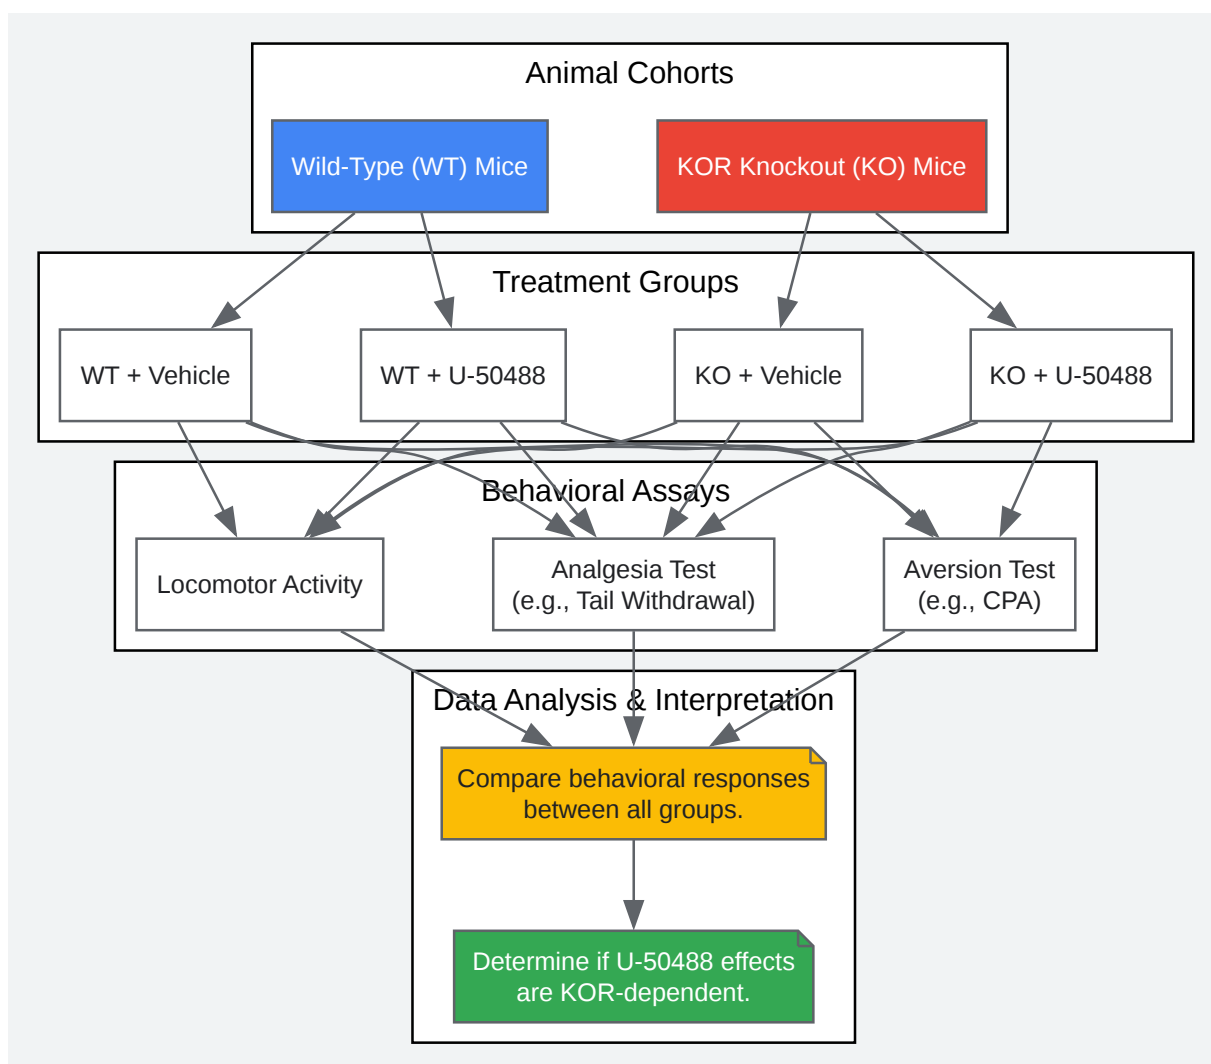 Animal Cohorts
Wild-Type (WT) Mice
KOR Knockout (KO) Mice
Treatment Groups
WT + Vehicle
WT + U-50488
KO + Vehicle
KO + U-50488
Behavioral Assays
Locomotor Activity
Analgesia Test
(e.g., Tail Withdrawal)
Aversion Test
(e.g., CPA)
Data Analysis & Interpretation
Compare behavioral responses
between all groups.
Determine if U-50488 effects
are KOR-dependent.